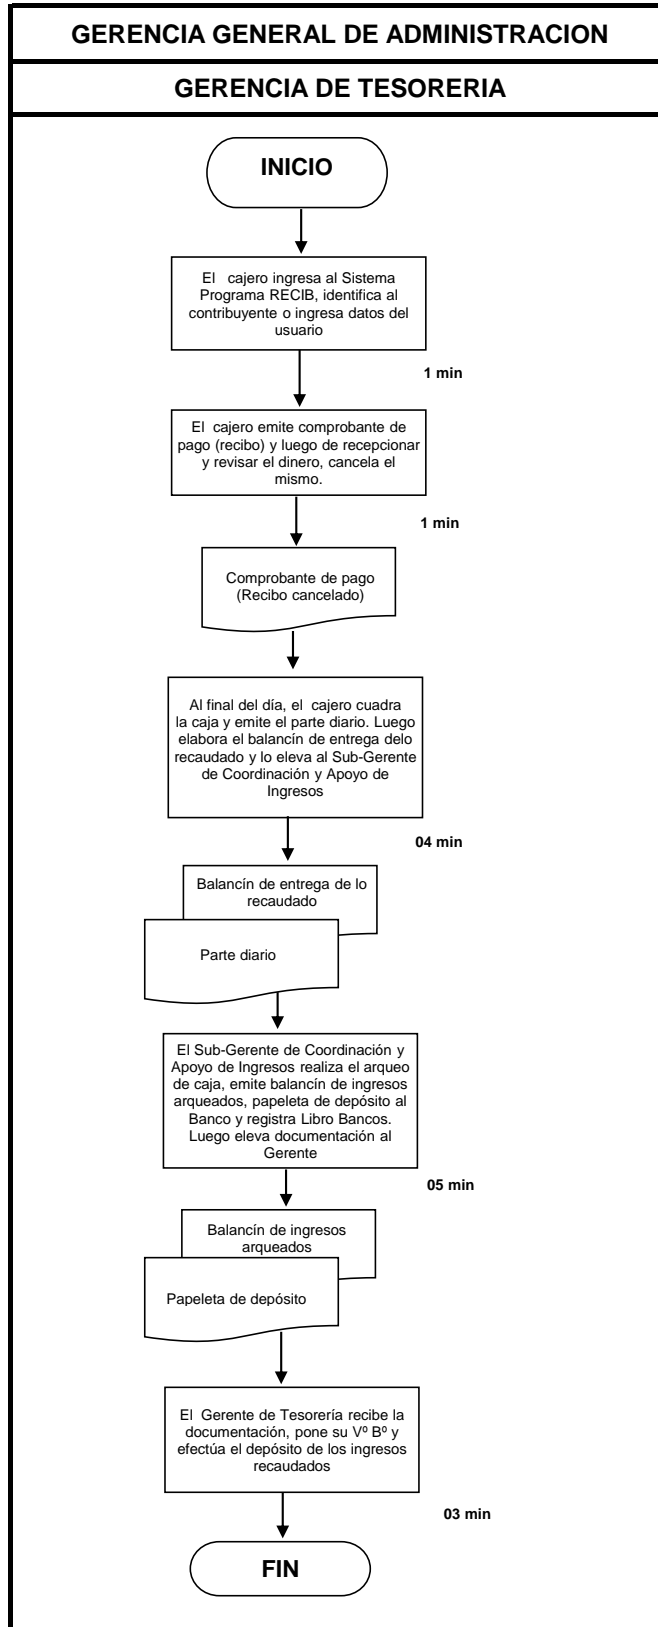 GERENCIA GENERAL DE ADMINISTRACION
GERENCIA DE TESORERIA
INICIO
El cajero ingresa al Sistema
Programa RECIB, identifica al
contribuyente o ingresa datos del
usuario
1 min
El cajero emite comprobante de
pago (recibo) y luego de recepcionar
y revisar el dinero, cancela el
mismo.
1 min
Comprobante de pago
(Recibo cancelado)
Al final del día, el cajero cuadra
la caja y emite el parte diario. Luego
elabora el balancín de entrega delo
recaudado y lo eleva al Sub-Gerente
de Coordinación y Apoyo de
Ingresos
04 min
Balancín de entrega de lo
recaudado
Parte diario
El Sub-Gerente de Coordinación y
Apoyo de Ingresos realiza el arqueo
de caja, emite balancín de ingresos
arqueados, papeleta de depósito al
Banco y registra Libro Bancos.
Luego eleva documentación al
Gerente
05 min
Balancín de ingresos
arqueados
Papeleta de depósito
El Gerente de Tesorería recibe la
documentación, pone su Vº Bº y
efectúa el depósito de los ingresos
recaudados
03 min
FIN